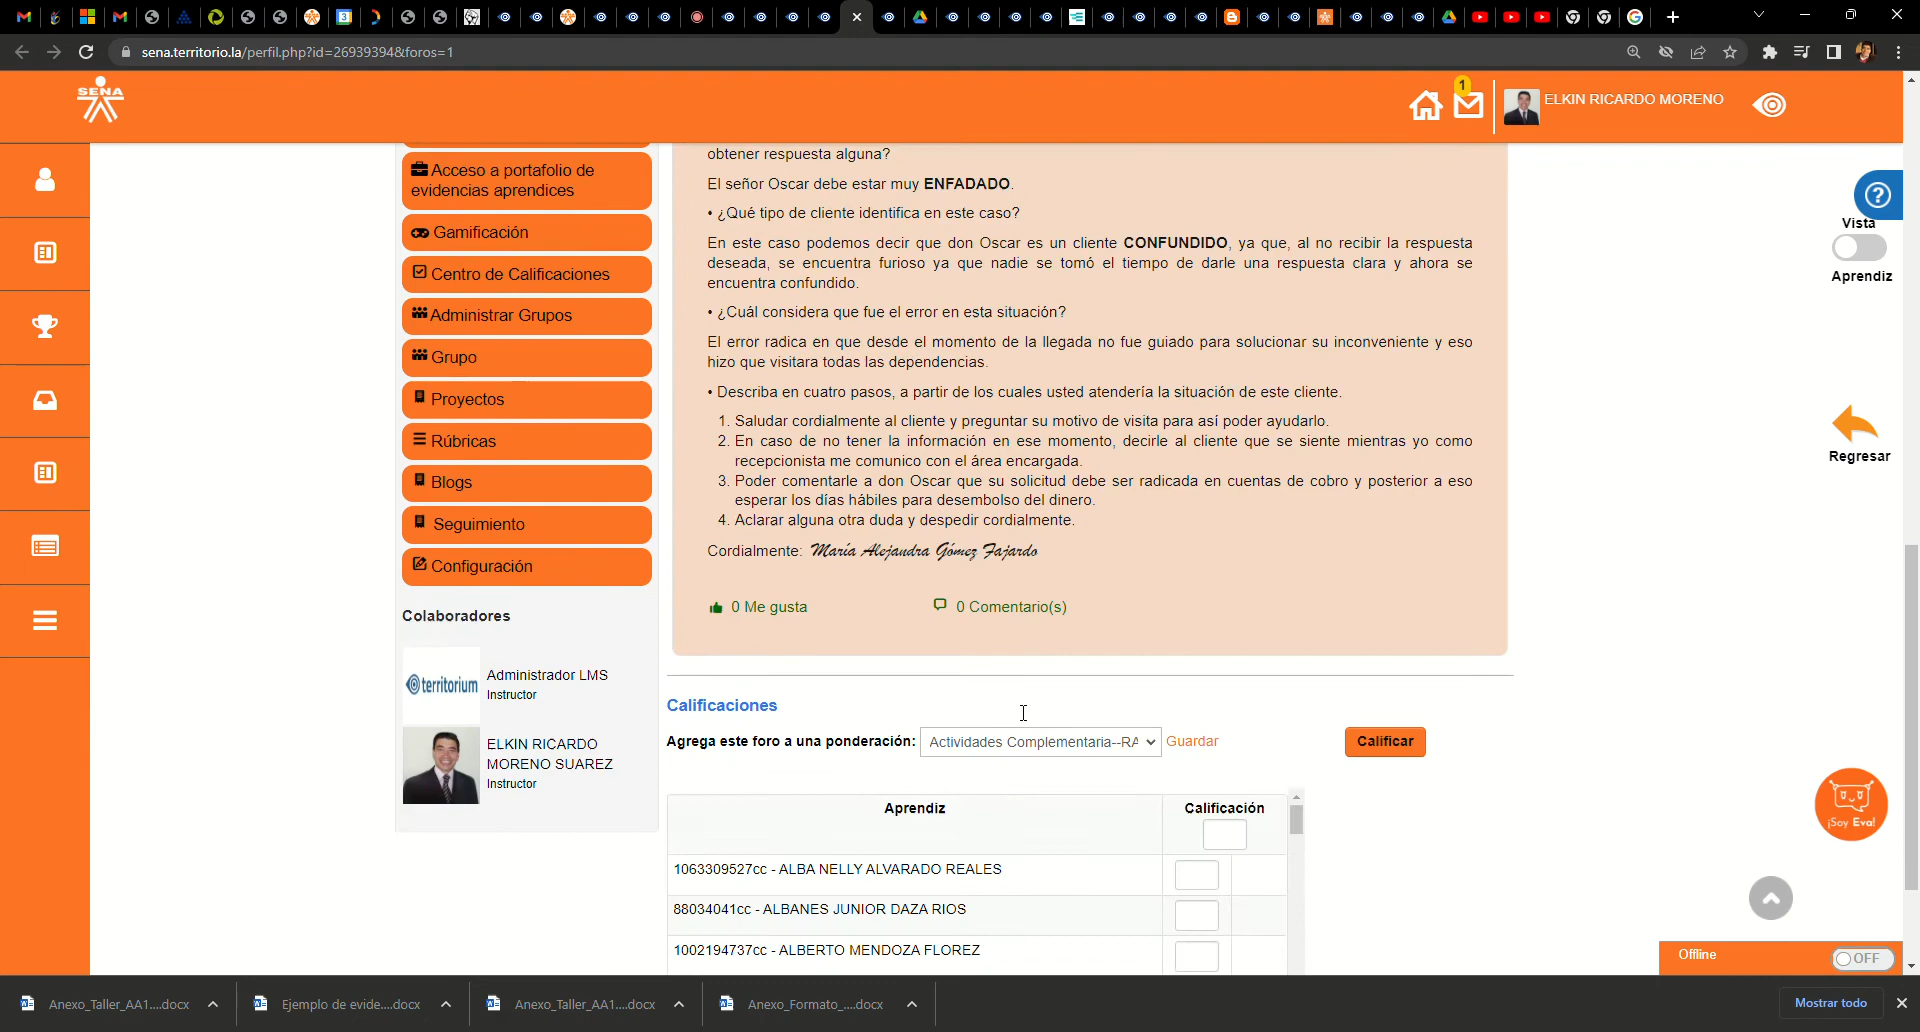 sena.territorio.la/perfil.php?id=26939394&foros=1
SENA
1
ELKIN RICARDO MORENO
Acceso a portafolio de
evidencias aprendices
Gamificación
Centro de Calificaciones
Administrar Grupos
Grupo
Proyectos
Rúbricas
Blogs
Seguimiento
Configuración
Colaboradores
territorium
Administrador LMS
Instructor
ELKIN RICARDO
MORENO SUAREZ
Instructor
obtener respuesta alguna?
El señor Oscar debe estar muy ENFADADO.
• ¿Qué tipo de cliente identifica en este caso?
En este caso podemos decir que don Oscar es un cliente CONFUNDIDO, ya que, al no recibir la respuesta
deseada, se encuentra furioso ya que nadie se tomó el tiempo de darle una respuesta clara y ahora se
encuentra confundido.
• ¿Cuál considera que fue el error en esta situación?
El error radica en que desde el momento de la llegada no fue guiado para solucionar su inconveniente y eso
hizo que visitara todas las dependencias.
• Describa en cuatro pasos, a partir de los cuales usted atendería la situación de este cliente.
1. Saludar cordialmente al cliente y preguntar su motivo de visita para así poder ayudarlo.
2. En caso de no tener la información en ese momento, decirle al cliente que se siente mientras yo como
recepcionista me comunico con el área encargada.
3. Poder comentarle a don Oscar que su solicitud debe ser radicada en cuentas de cobro y posterior a eso
esperar los días hábiles para desembolso del dinero.
4. Aclarar alguna otra duda y despedir cordialmente.
Cordialmente: María Alejandra Gómez Fajardo
0 Me gusta
0 Comentario(s)
Calificaciones
Agrega este foro a una ponderación: Actividades Complementaria--RA Guardar
Calificar
Aprendiz
Calificación
1063309527cc - ALBA NELLY ALVARADO REALES
88034041cc - ALBANES JUNIOR DAZA RIOS
1002194737cc - ALBERTO MENDOZA FLOREZ
Vista
Aprendiz
Regresar
¡Soy Eva!
Offline
OFF
Anexo_Taller_AA1....docx
Ejemplo de evide....docx
Anexo_Taller_AA1....docx
Anexo_Formato_....docx
Mostrar todo